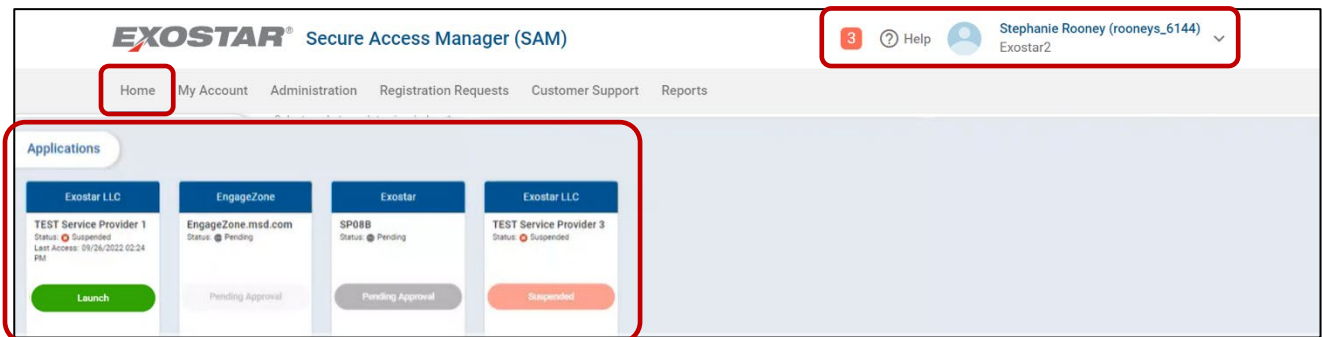 EXOSTAR® Secure Access Manager (SAM)
3 Help Stephanie Rooney (rooneys_6144)
Exostar2
Home My Account Administration Registration Requests Customer Support Reports
Applications
Exostar LLC
TEST Service Provider 1
Status: Suspended
Last Access: 09/26/2022 02:24
PM
Launch
EngageZone
EngageZone.msd.com
Status: Pending
Pending Approval
Exostar
SP08B
Status: Pending
Pending Approval
Exostar LLC
TEST Service Provider 3
Status: Suspended
Suspended